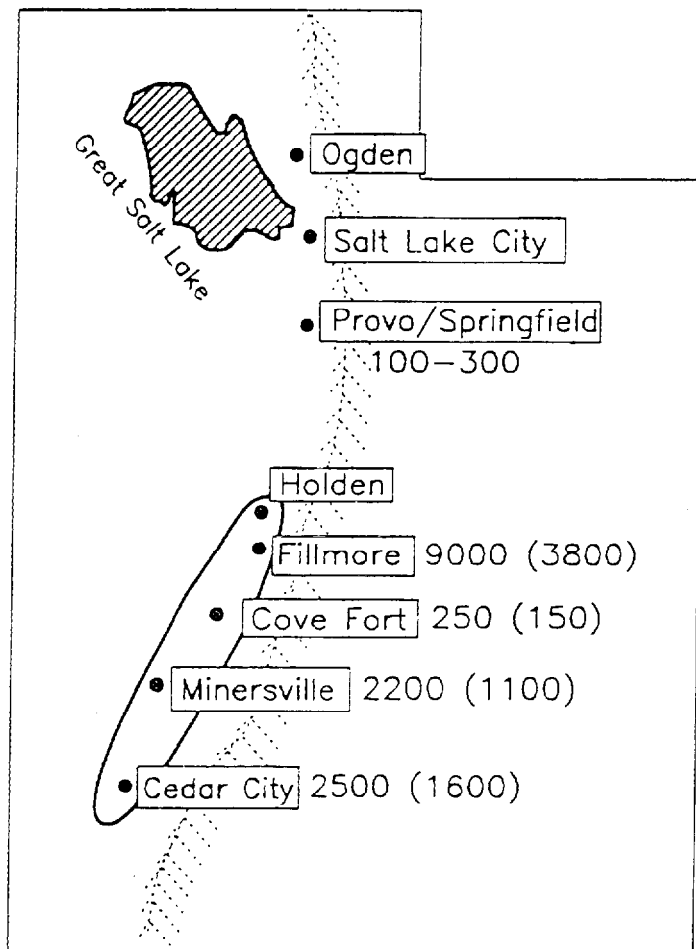 Great Salt Lake
Ogden
Salt Lake City
Provo/Springfield
100-300
Holden
Fillmore 9000 (3800)
Cove Fort 250 (150)
Minersville 2200 (1100)
Cedar City 2500 (1600)